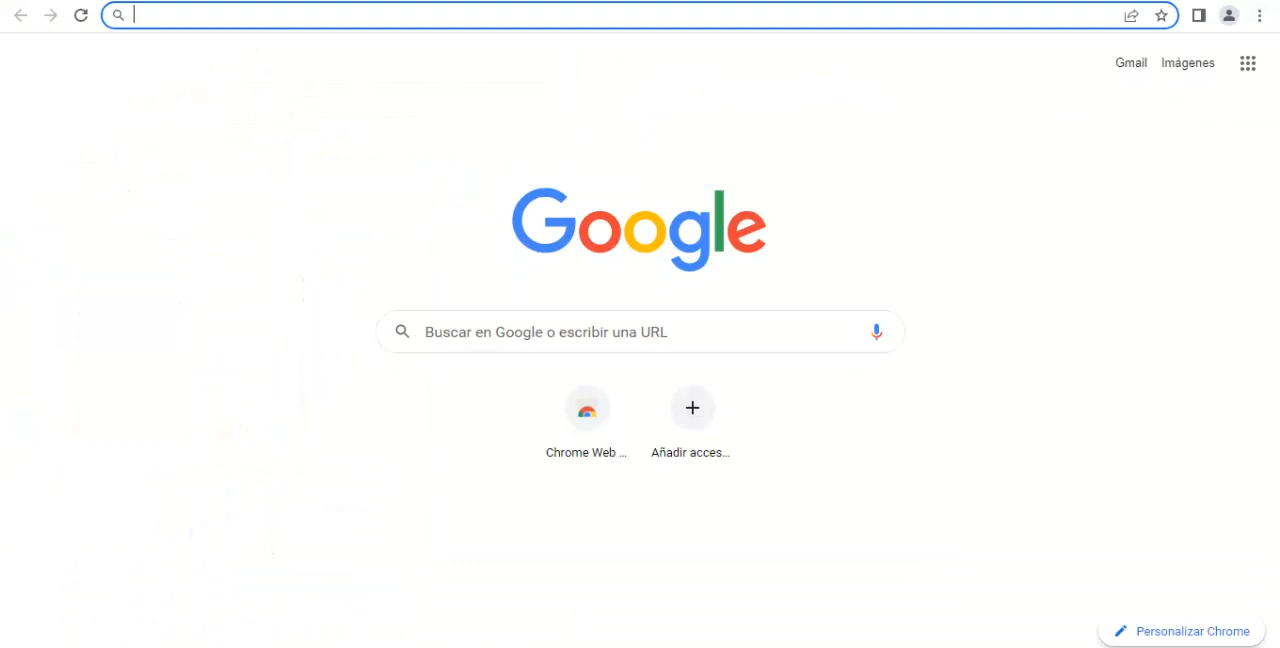 Gmail Imágenes
Google
Buscar en Google o escribir una URL
Chrome Web ... Añadir acces...
Personalizar Chrome